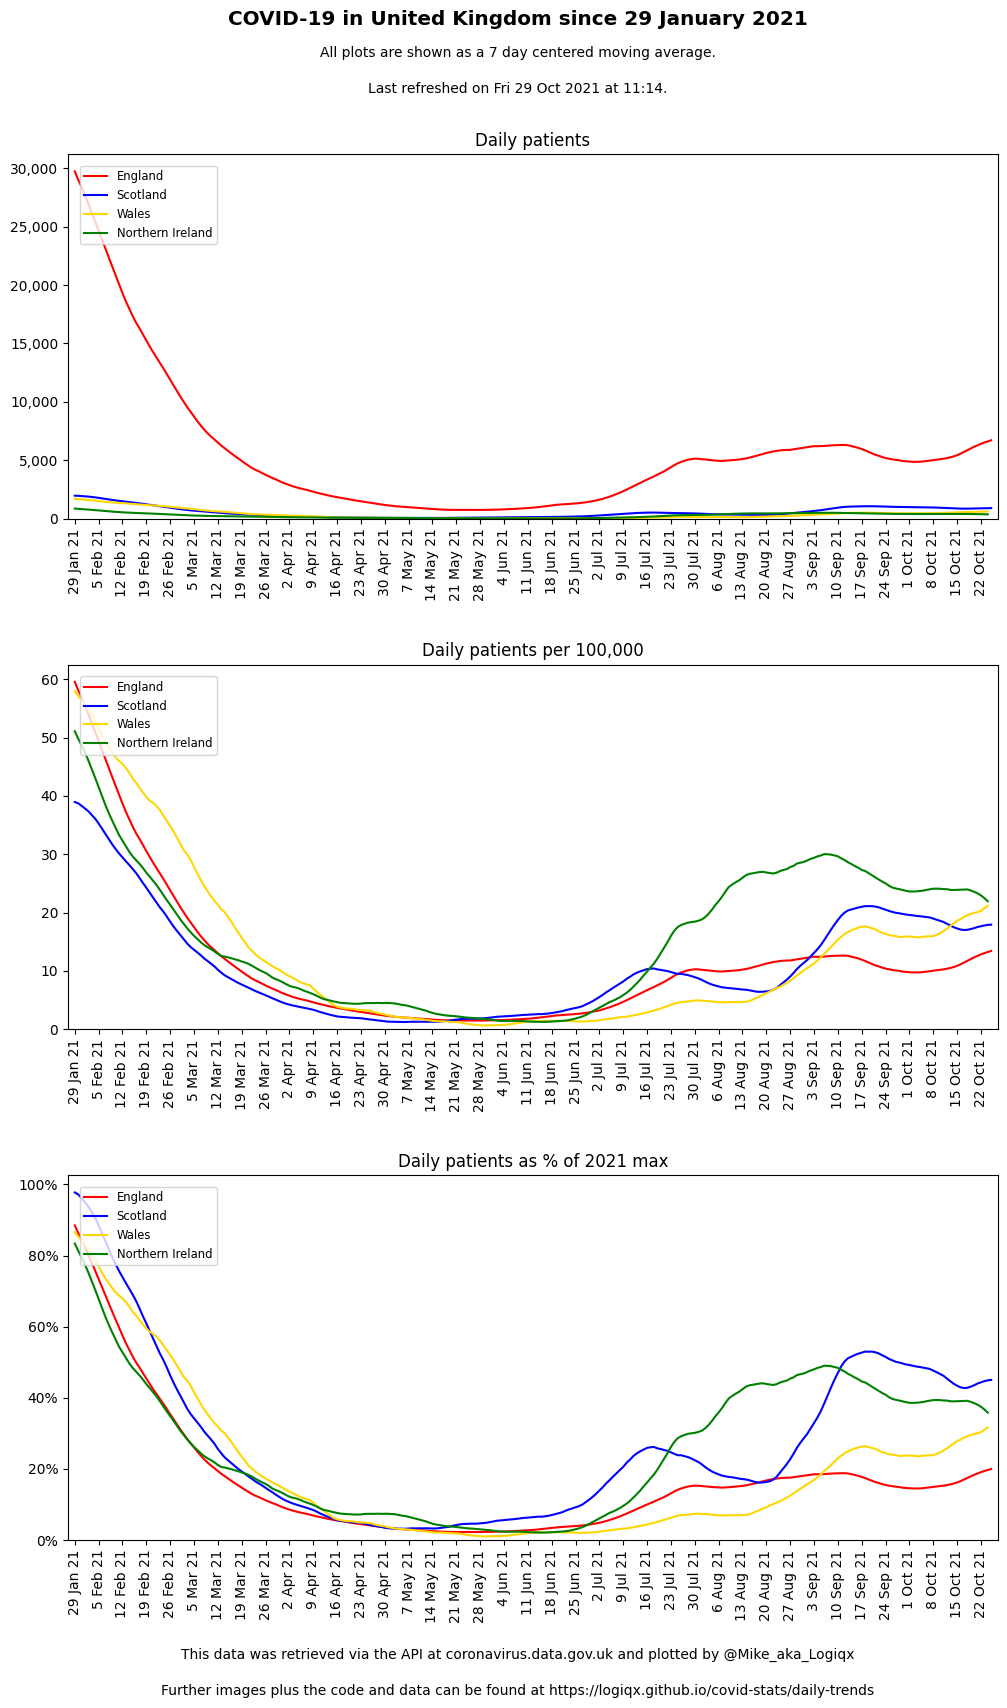 COVID-19 in United Kingdom since 29 January 2021
All plots are shown as a 7 day centered moving average.
Last refreshed on Fri 29 Oct 2021 at 11:14.
Daily patients
30,000
25,000
20,000
15,000
10,000
5,000
0
England
Scotland
Wales
Northern Ireland
29 Jan 21
5 Feb 21
12 Feb 21
19 Feb 21
26 Feb 21
5 Mar 21
12 Mar 21
19 Mar 21
26 Mar 21
2 Apr 21
9 Apr 21
16 Apr 21
23 Apr 21
30 Apr 21
7 May 21
14 May 21
21 May 21
28 May 21
4 Jun 21
11 Jun 21
18 Jun 21
25 Jun 21
2 Jul 21
9 Jul 21
16 Jul 21
23 Jul 21
30 Jul 21
6 Aug 21
13 Aug 21
20 Aug 21
27 Aug 21
3 Sep 21
10 Sep 21
17 Sep 21
24 Sep 21
1 Oct 21
8 Oct 21
15 Oct 21
22 Oct 21
Daily patients per 100,000
60
50
40
30
20
10
0
England
Scotland
Wales
Northern Ireland
29 Jan 21
5 Feb 21
12 Feb 21
19 Feb 21
26 Feb 21
5 Mar 21
12 Mar 21
19 Mar 21
26 Mar 21
2 Apr 21
9 Apr 21
16 Apr 21
23 Apr 21
30 Apr 21
7 May 21
14 May 21
21 May 21
28 May 21
4 Jun 21
11 Jun 21
18 Jun 21
25 Jun 21
2 Jul 21
9 Jul 21
16 Jul 21
23 Jul 21
30 Jul 21
6 Aug 21
13 Aug 21
20 Aug 21
27 Aug 21
3 Sep 21
10 Sep 21
17 Sep 21
24 Sep 21
1 Oct 21
8 Oct 21
15 Oct 21
22 Oct 21
Daily patients as % of 2021 max
100%
80%
60%
40%
20%
0%
England
Scotland
Wales
Northern Ireland
29 Jan 21
5 Feb 21
12 Feb 21
19 Feb 21
26 Feb 21
5 Mar 21
12 Mar 21
19 Mar 21
26 Mar 21
2 Apr 21
9 Apr 21
16 Apr 21
23 Apr 21
30 Apr 21
7 May 21
14 May 21
21 May 21
28 May 21
4 Jun 21
11 Jun 21
18 Jun 21
25 Jun 21
2 Jul 21
9 Jul 21
16 Jul 21
23 Jul 21
30 Jul 21
6 Aug 21
13 Aug 21
20 Aug 21
27 Aug 21
3 Sep 21
10 Sep 21
17 Sep 21
24 Sep 21
1 Oct 21
8 Oct 21
15 Oct 21
22 Oct 21
This data was retrieved via the API at coronavirus.data.gov.uk and plotted by @Mike_aka_Logiqx
Further images plus the code and data can be found at https://logiqx.github.io/covid-stats/daily-trends